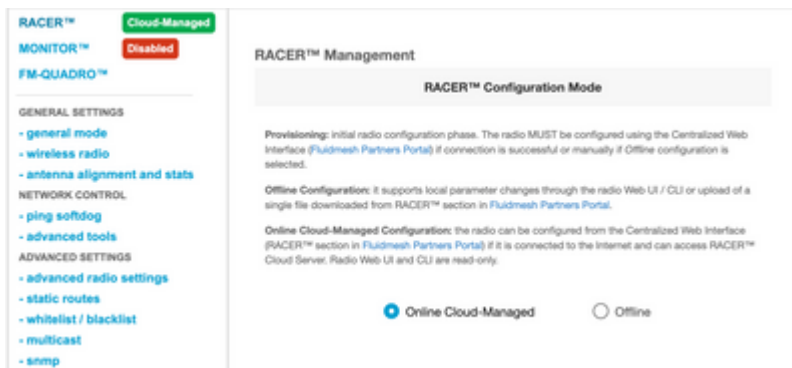 RACER™ Cloud-Managed
MONITOR™ Disabled
FM-QUADRO™
GENERAL SETTINGS
- general mode
- wireless radio
- antenna alignment and stats
NETWORK CONTROL
- ping softdog
- advanced tools
ADVANCED SETTINGS
- advanced radio settings
- static routes
- whitelist / blacklist
- multicast
- snmp
RACER™ Management
RACER™ Configuration Mode
Provisioning: initial radio configuration phase. The radio MUST be configured using the Centralized Web
Interface (Fluidmesh Partners Portal) if connection is successful or manually if Offline configuration is
selected.
Offline Configuration: it supports local parameter changes through the radio Web UI / CLI or upload of a
single file downloaded from RACER™ section in Fluidmesh Partners Portal.
Online Cloud-Managed Configuration: the radio can be configured from the Centralized Web Interface
(RACER™ section in Fluidmesh Partners Portal) if it is connected to the Internet and can access RACER™
Cloud Server. Radio Web UI and CLI are read-only.
Online Cloud-Managed Offline